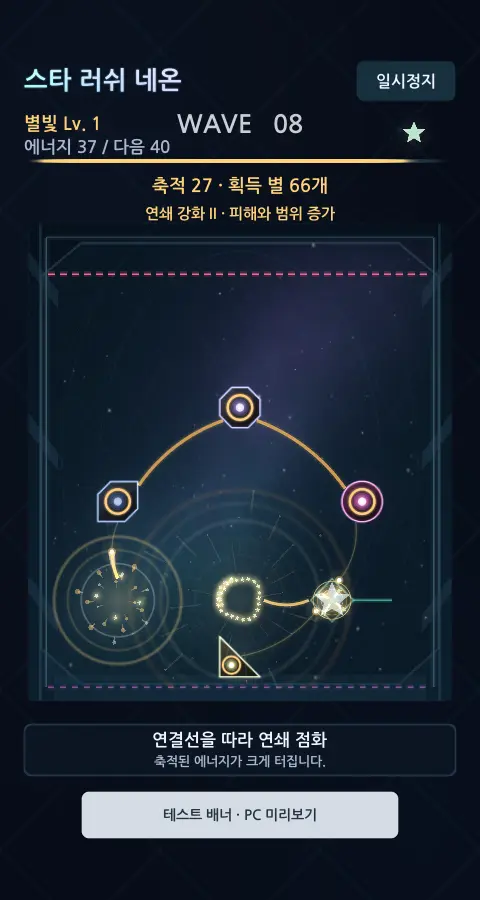 스타 러쉬 네온
일시정지
별빛 Lv. 1
WAVE 08
에너지 37 / 다음 40
축적 27 · 획득 별 66개
연쇄 강화 II · 피해와 범위 증가
연결선을 따라 연쇄 점화
축적된 에너지가 크게 터집니다.
테스트 배너 · PC 미리보기